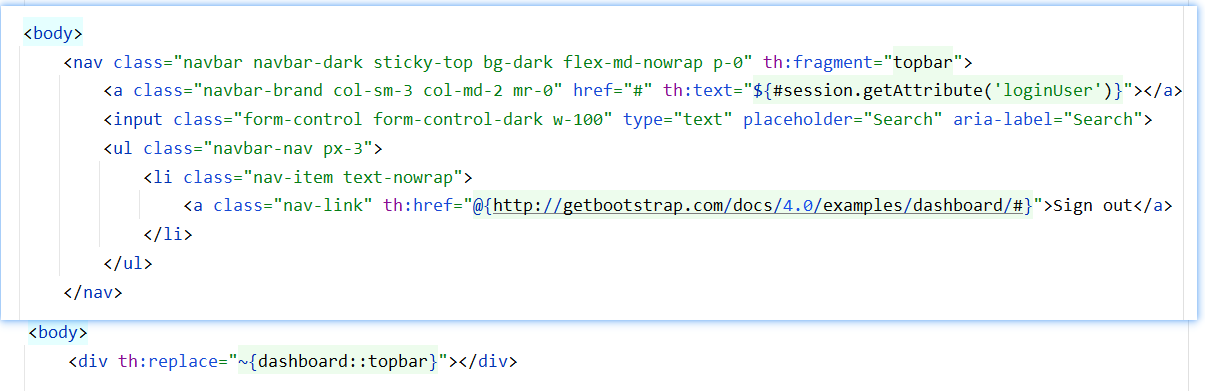 <body>
<nav class="navbar navbar-dark sticky-top bg-dark flex-md-nowrap p-0" th:fragment="topbar">
<a class="navbar-brand col-sm-3 col-md-2 mr-0" href="#" th:text="${#session.getAttribute('loginUser')}"></a>
<input class="form-control form-control-dark w-100" type="text" placeholder="Search" aria-label="Search">
<ul class="navbar-nav px-3">
<li class="nav-item text-nowrap">
<a class="nav-link" th:href="@{http://getbootstrap.com/docs/4.0/examples/dashboard/#}">Sign out</a>
</li>
</ul>
</nav>
<body>
<div th:replace="~{dashboard::topbar}"></div>